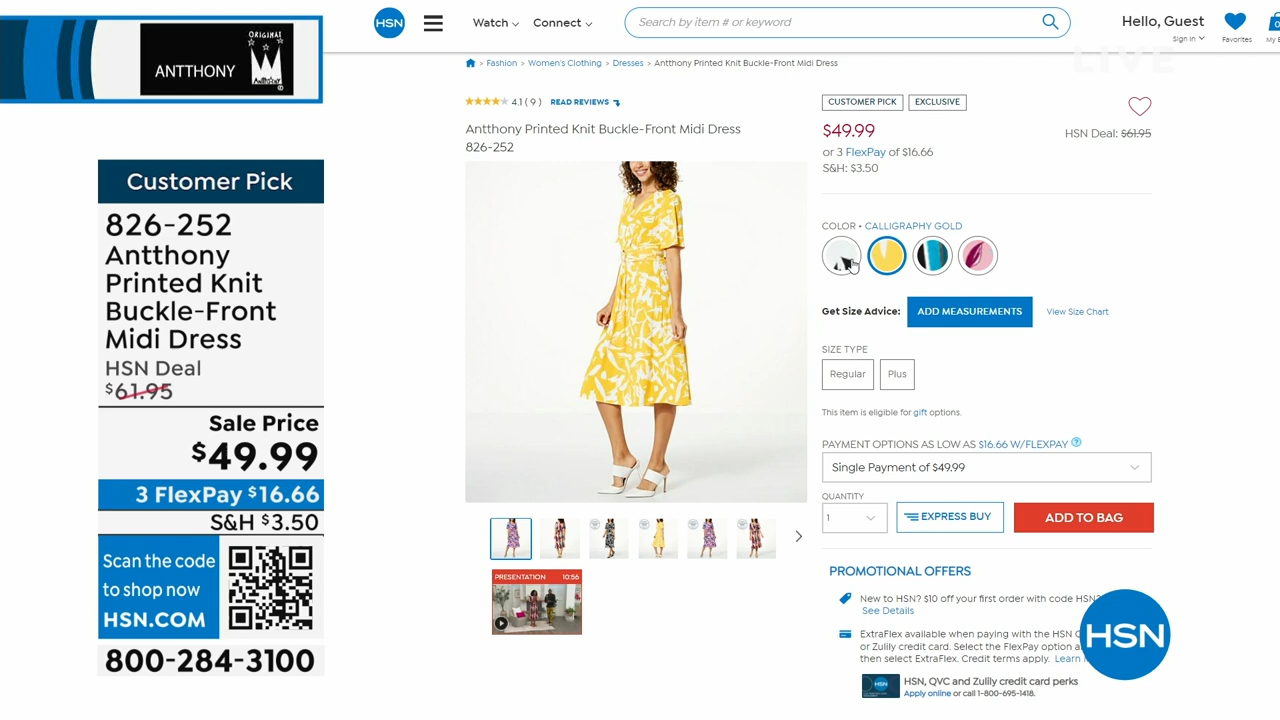 ANTTHONY
ORIGINAL
Customer Pick
826-252
Antthony
Printed Knit
Buckle-Front
Midi Dress
HSN Deal
$61.95
Sale Price
$49.99
3 FlexPay $16.66
S&H $3.50
Scan the code
to shop now
HSN.COM
800-284-3100
HSN
Watch
Connect
Search by item # or keyword
Hello, Guest
Sign In
Favorites
LIVE
> Fashion > Women's Clothing > Dresses > Antthony Printed Knit Buckle-Front Midi Dress
4.1 ( 9 ) READ REVIEWS
Antthony Printed Knit Buckle-Front Midi Dress
826-252
CUSTOMER PICK
EXCLUSIVE
$49.99
HSN Deal: $61.95
or 3 FlexPay of $16.66
S&H: $3.50
COLOR • CALLIGRAPHY GOLD
Get Size Advice: ADD MEASUREMENTS View Size Chart
SIZE TYPE
Regular
Plus
This item is eligible for gift options.
PAYMENT OPTIONS AS LOW AS $16.66 W/FLEXPAY ?
Single Payment of $49.99
QUANTITY
1
EXPRESS BUY
ADD TO BAG
PRESENTATION 10:56
PROMOTIONAL OFFERS
New to HSN? $10 off your first order with code HSN
See Details
ExtraFlex available when paying with the HSN
or Zulily credit card. Select the FlexPay option
then select ExtraFlex. Credit terms apply. Learn
HSN
HSN, QVC and Zulily credit card perks
Apply online or call 1-800-695-1418.